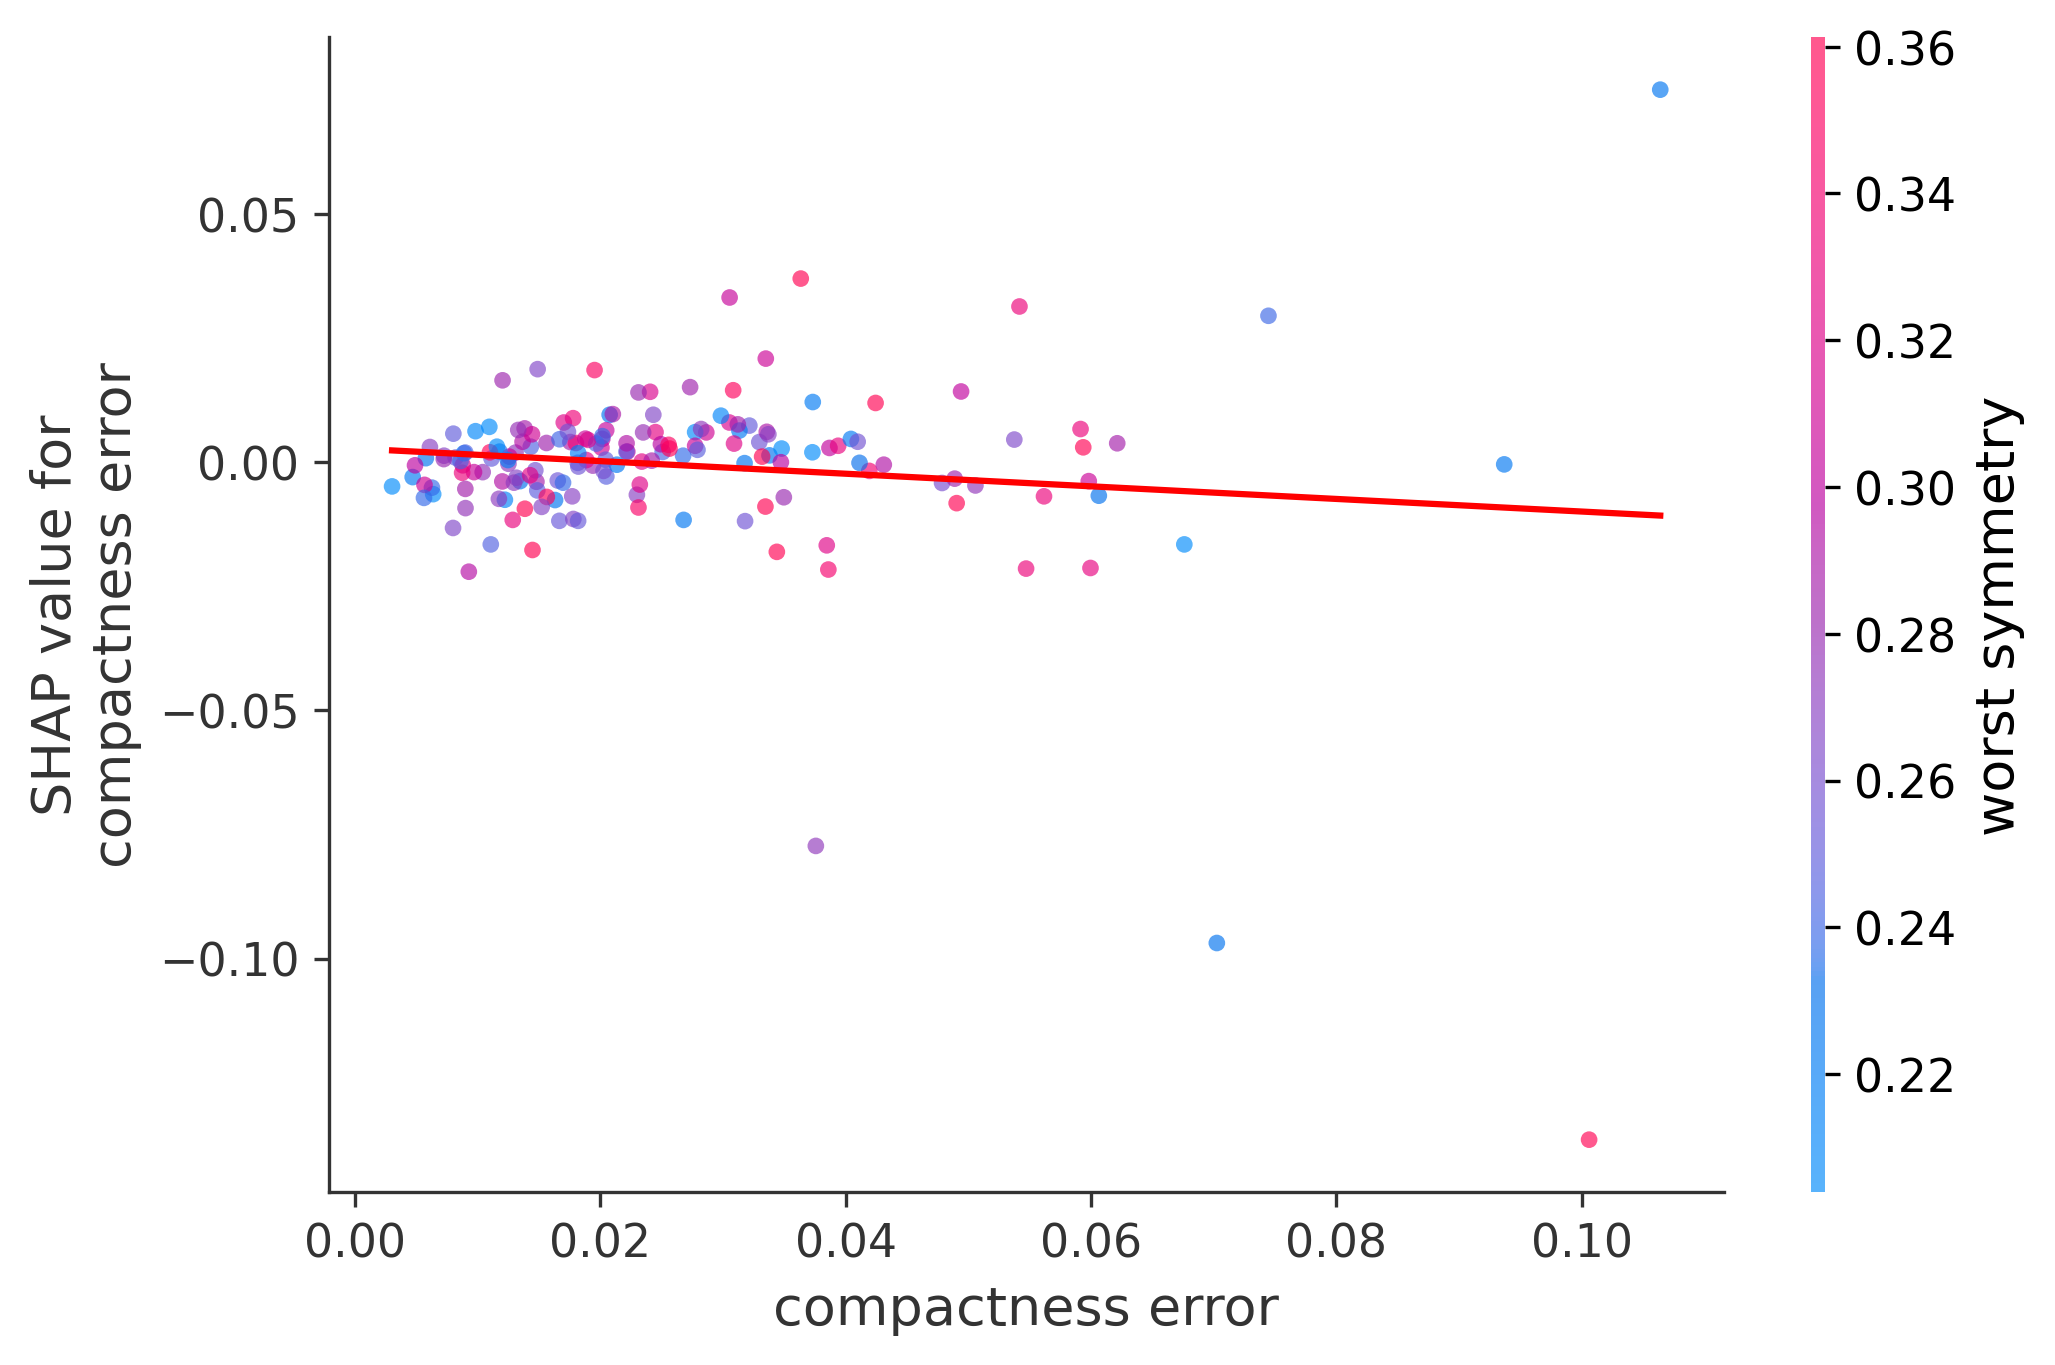 SHAP value for
compactness error
0.05
0.00
−0.05
−0.10
0.00 0.02 0.04 0.06 0.08 0.10
compactness error
0.36
0.34
0.32
0.30
0.28
0.26
0.24
0.22
worst symmetry